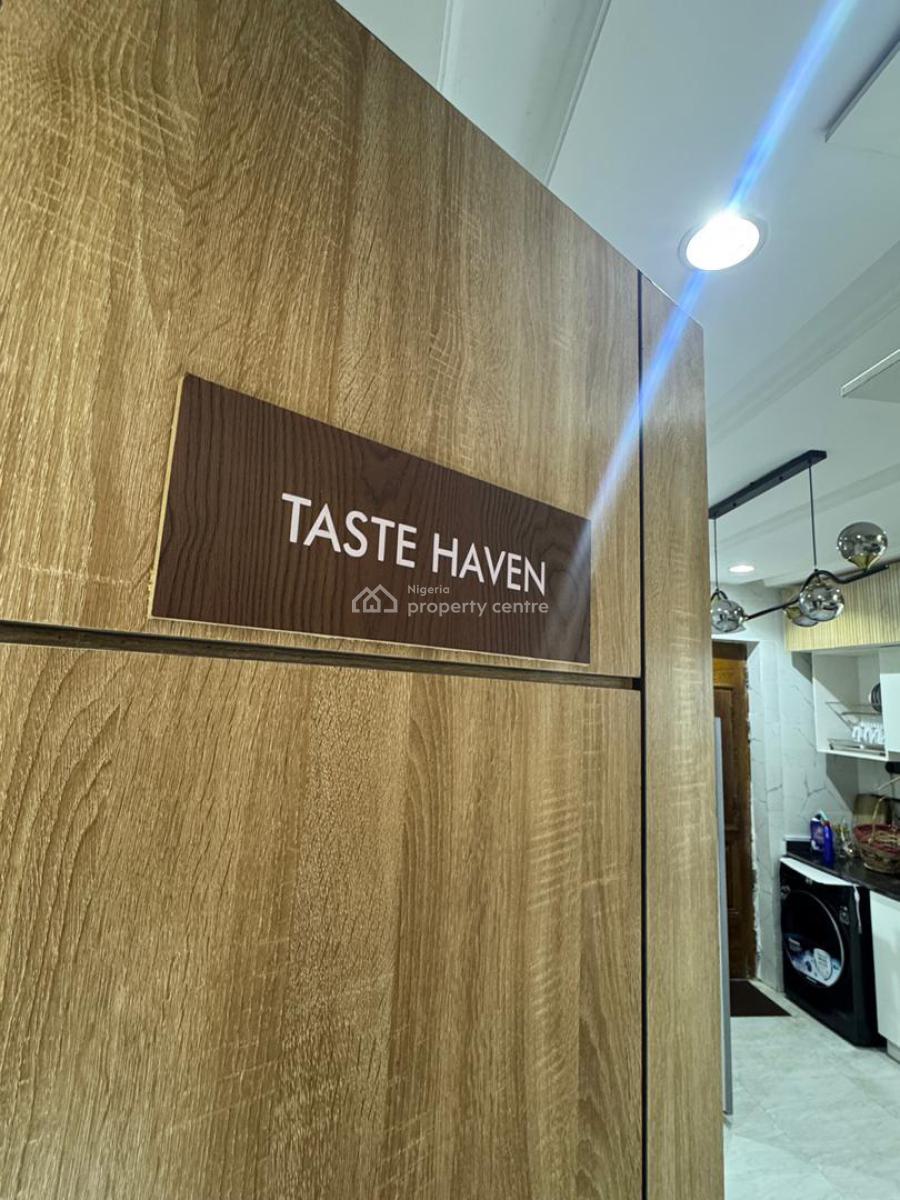 TASTE HAVEN
Nigeria
property centre